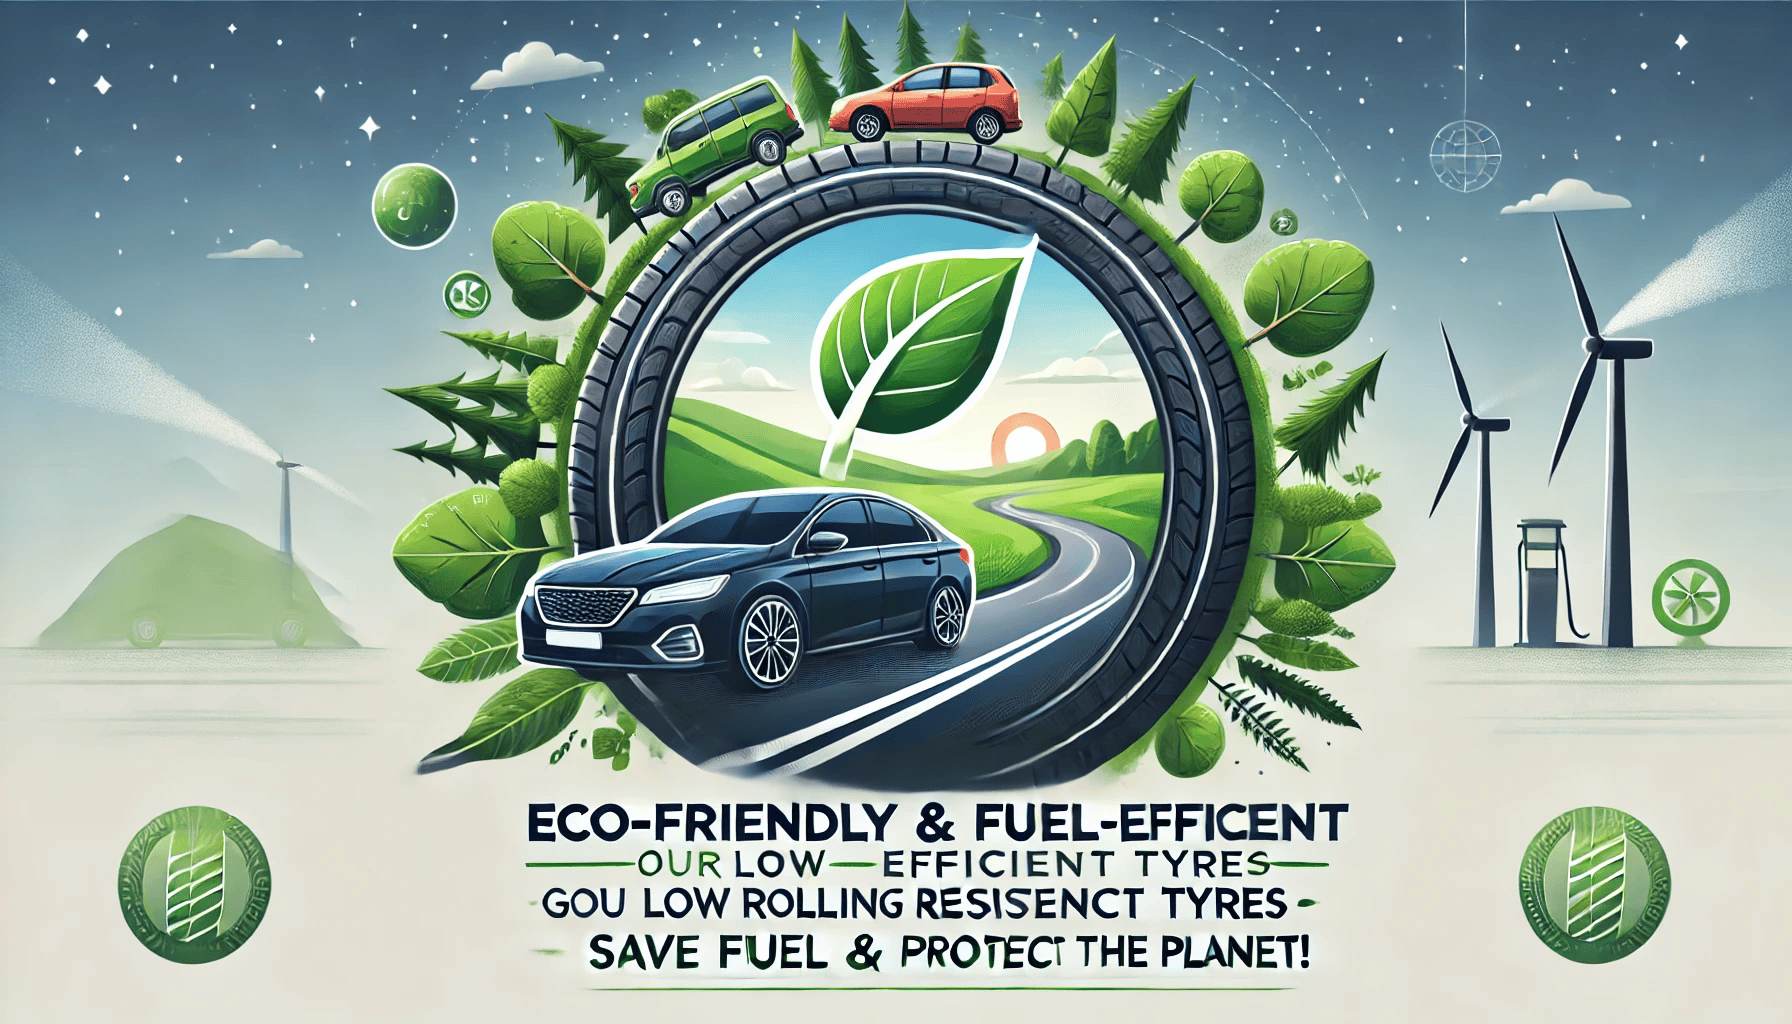 ECO-FRIENDLY & FUEL-EFFICENT
OUR LOW—EFFICIENT TYRES
GOU LOW ROLLING RESISENCT TYRES
SAVE FUEL & PROTECT THE PLANET!